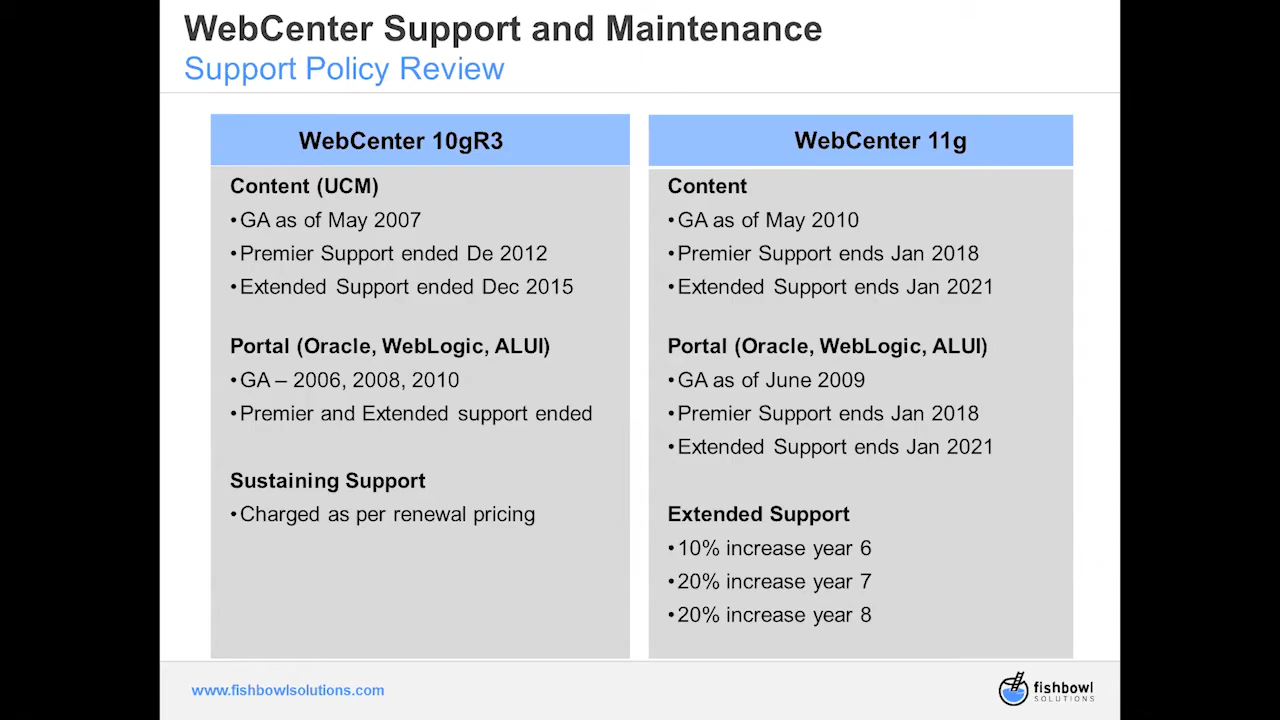 WebCenter Support and Maintenance
Support Policy Review
WebCenter 10gR3
Content (UCM)
•GA as of May 2007
•Premier Support ended De 2012
•Extended Support ended Dec 2015
Portal (Oracle, WebLogic, ALUI)
•GA – 2006, 2008, 2010
•Premier and Extended support ended
Sustaining Support
•Charged as per renewal pricing
WebCenter 11g
Content
•GA as of May 2010
•Premier Support ends Jan 2018
•Extended Support ends Jan 2021
Portal (Oracle, WebLogic, ALUI)
•GA as of June 2009
•Premier Support ends Jan 2018
•Extended Support ends Jan 2021
Extended Support
•10% increase year 6
•20% increase year 7
•20% increase year 8
www.fishbowlsolutions.com
fishbowl
SOLUTIONS